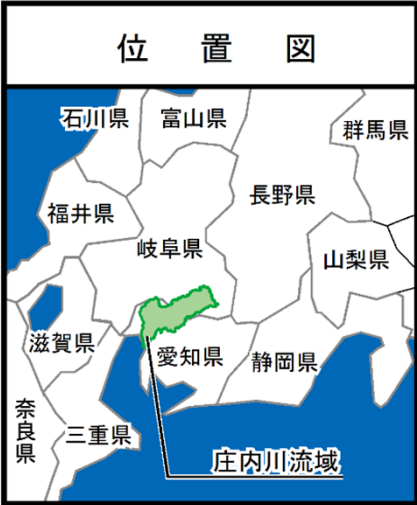 位置図
石川県
富山県
群馬県
長野県
福井県
岐阜県
山梨県
滋賀県
愛知県
静岡県
奈良県
三重県
庄内川流域